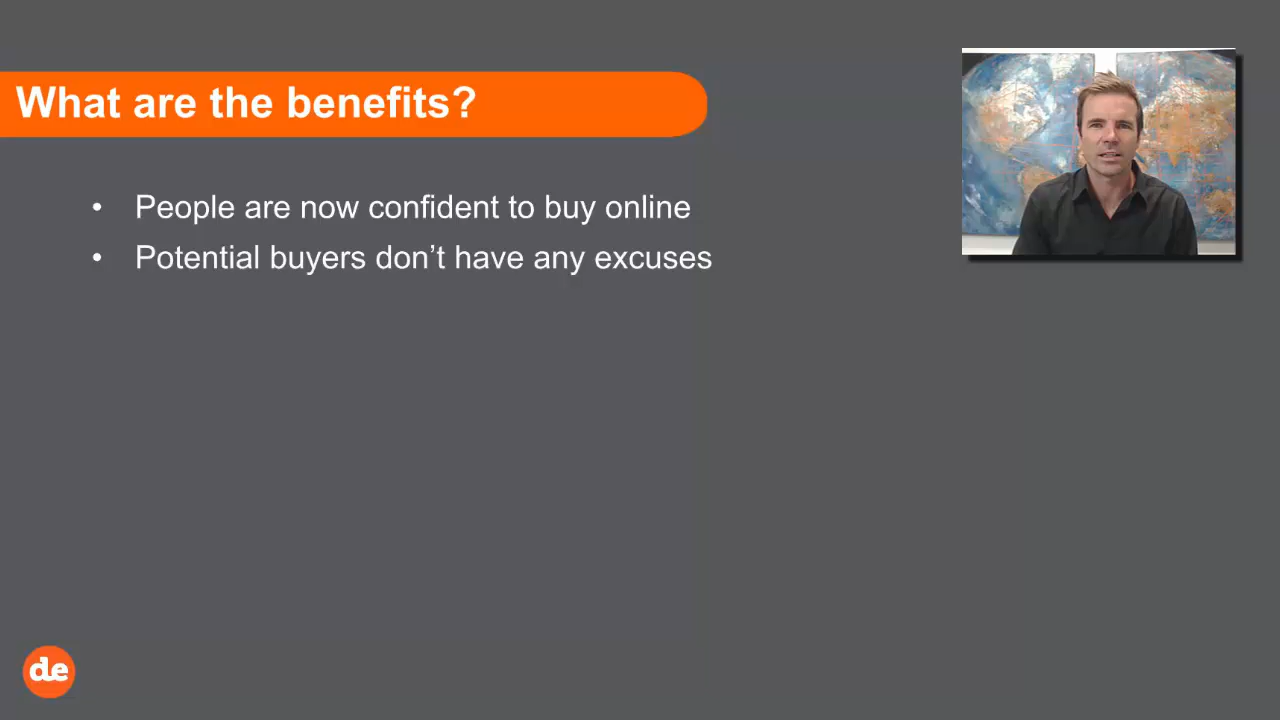 What are the benefits?
• People are now confident to buy online
• Potential buyers don’t have any excuses
de